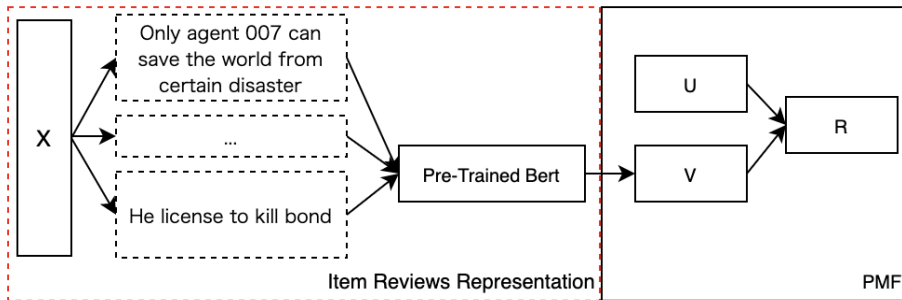 X
Only agent 007 can
save the world from
certain disaster
...
He license to kill bond
Pre-Trained Bert
Item Reviews Representation
U
V
R
PMF